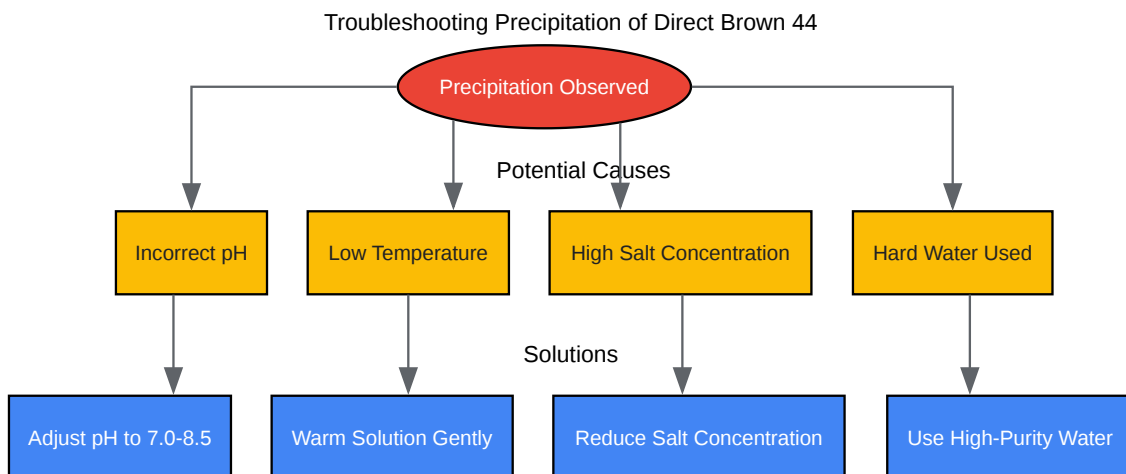 Troubleshooting Precipitation of Direct Brown 44
Precipitation Observed
Potential Causes
Incorrect pH
Low Temperature
High Salt Concentration
Hard Water Used
Solutions
Adjust pH to 7.0-8.5
Warm Solution Gently
Reduce Salt Concentration
Use High-Purity Water